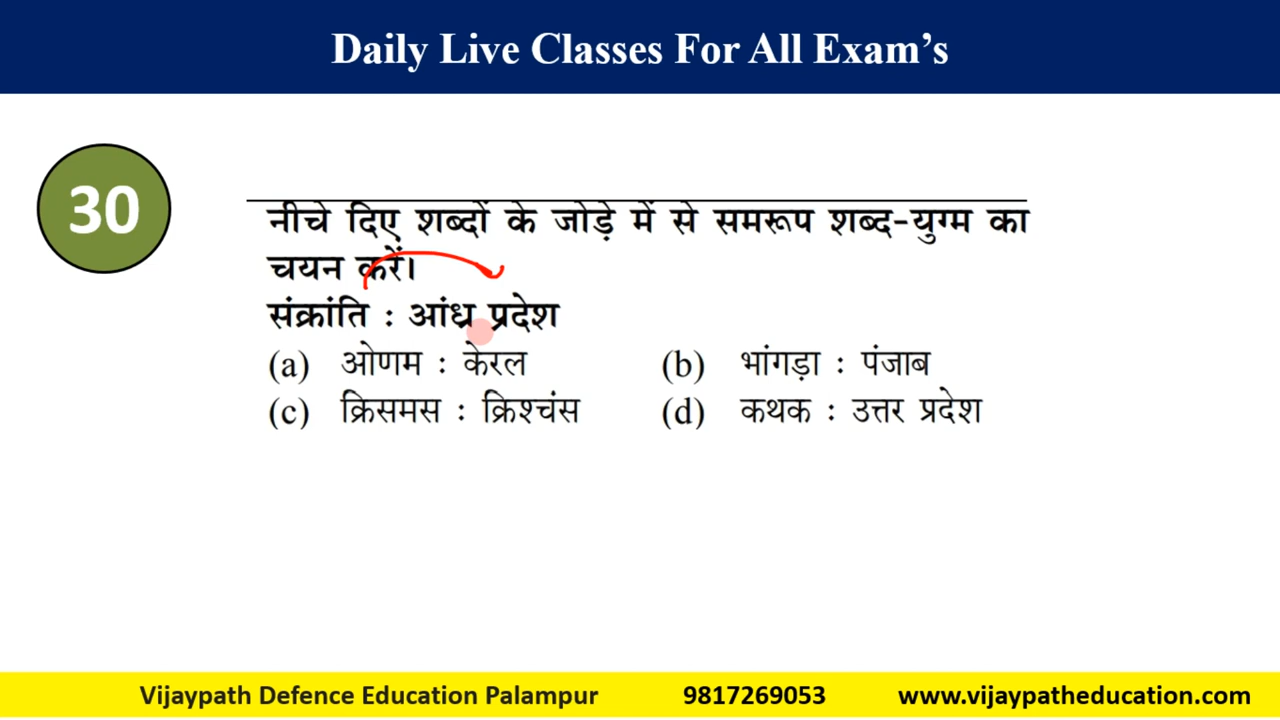 Daily Live Classes For All Exam’s
30
नीचे दिए शब्दों के जोड़े में से समरूप शब्द-युग्म का
चयन करें।
संक्रांति : आंध्र प्रदेश
(a) ओणम : केरल (b) भांगड़ा : पंजाब
(c) क्रिसमस : क्रिश्चंस (d) कथक : उत्तर प्रदेश
Vijaypath Defence Education Palampur 9817269053 www.vijaypatheducation.com